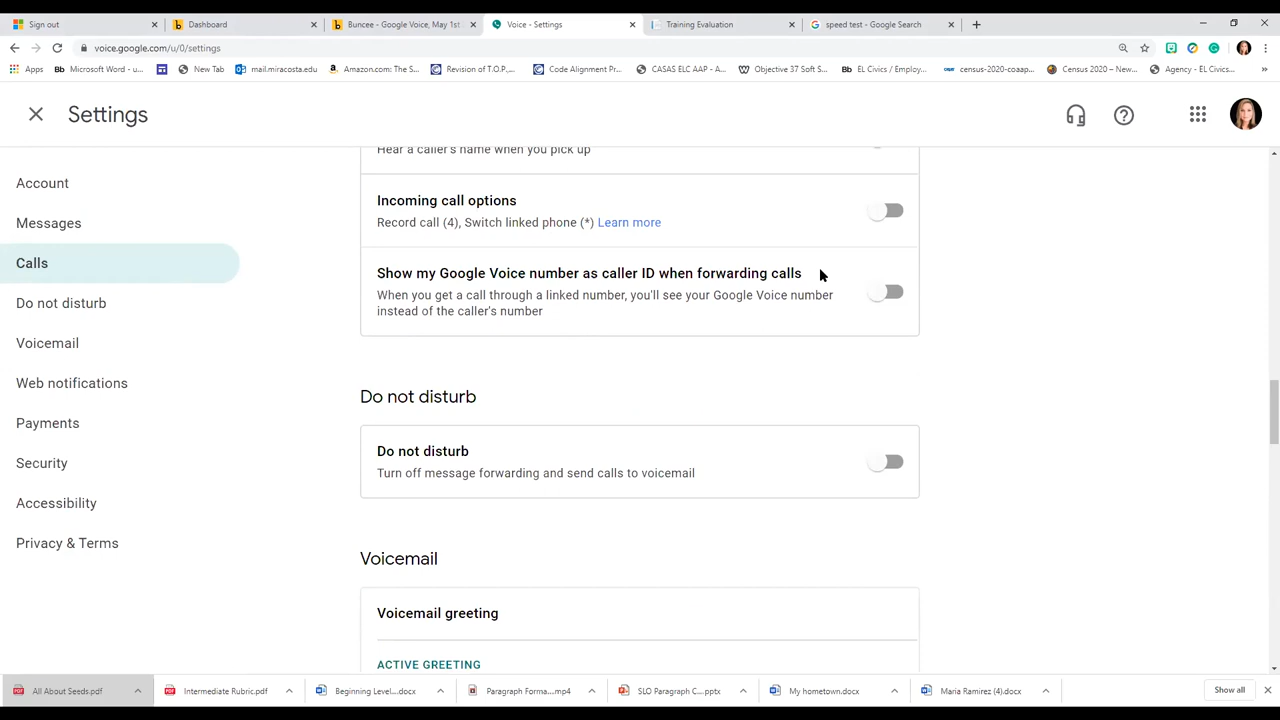 Sign out
Dashboard
Buncee - Google Voice, May 1st
Voice - Settings
Training Evaluation
speed test - Google Search
voice.google.com/u/0/settings
Apps
Microsoft Word - u...
New Tab
mail.miracosta.edu
Amazon.com: The S...
Revision of T.O.P.,...
Code Alignment Pr...
CASAS ELC AAP - A...
Objective 37 Soft S...
EL Civics / Employ...
census-2020-coaap...
Census 2020 – New...
Agency - EL Civics...
Settings
Account
Messages
Calls
Do not disturb
Voicemail
Web notifications
Payments
Security
Accessibility
Privacy & Terms
Hear a caller's name when you pick up
Incoming call options
Record call (4), Switch linked phone (*) Learn more
Show my Google Voice number as caller ID when forwarding calls
When you get a call through a linked number, you'll see your Google Voice number
instead of the caller's number
Do not disturb
Do not disturb
Turn off message forwarding and send calls to voicemail
Voicemail
Voicemail greeting
ACTIVE GREETING
All About Seeds.pdf
Intermediate Rubric.pdf
Beginning Level....docx
Paragraph Forma....mp4
SLO Paragraph C....pptx
My hometown.docx
Maria Ramirez (4).docx
Show all